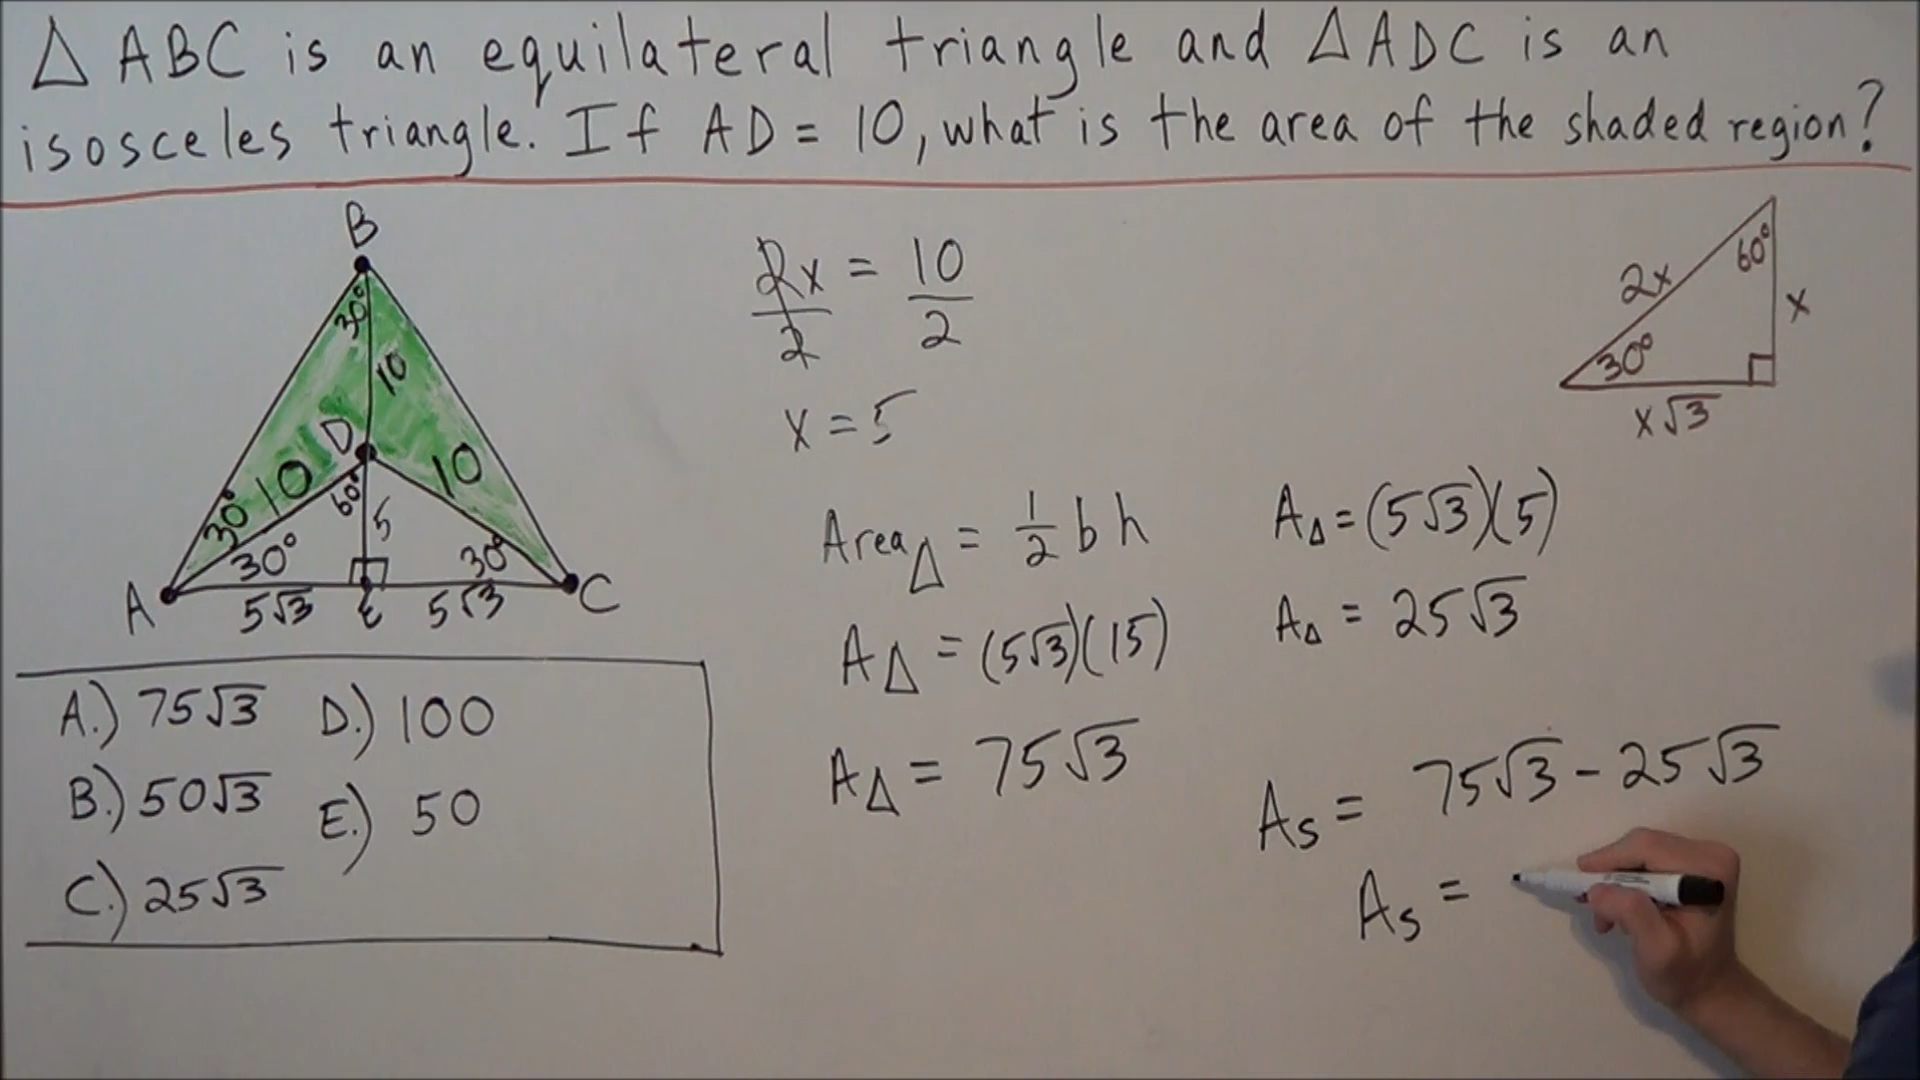 △ ABC is an equilateral triangle and △ADC is an
isosceles triangle. If AD = 10, what is the area of the shaded region?
B
30°
10
D
10
10
30°
60°
5
30°
30°
A
C
5√3
E
5√3
A.) 75√3
D.) 100
B.) 50√3
E.) 50
C.) 25√3
2x = 10
2 2
x = 5
Area△ = 1/2 b h
A△ = (5√3)(15)
A△ = 75√3
60°
2x
x
30°
x√3
A△ = (5√3)(5)
A△ = 25√3
As = 75√3 - 25√3
As =